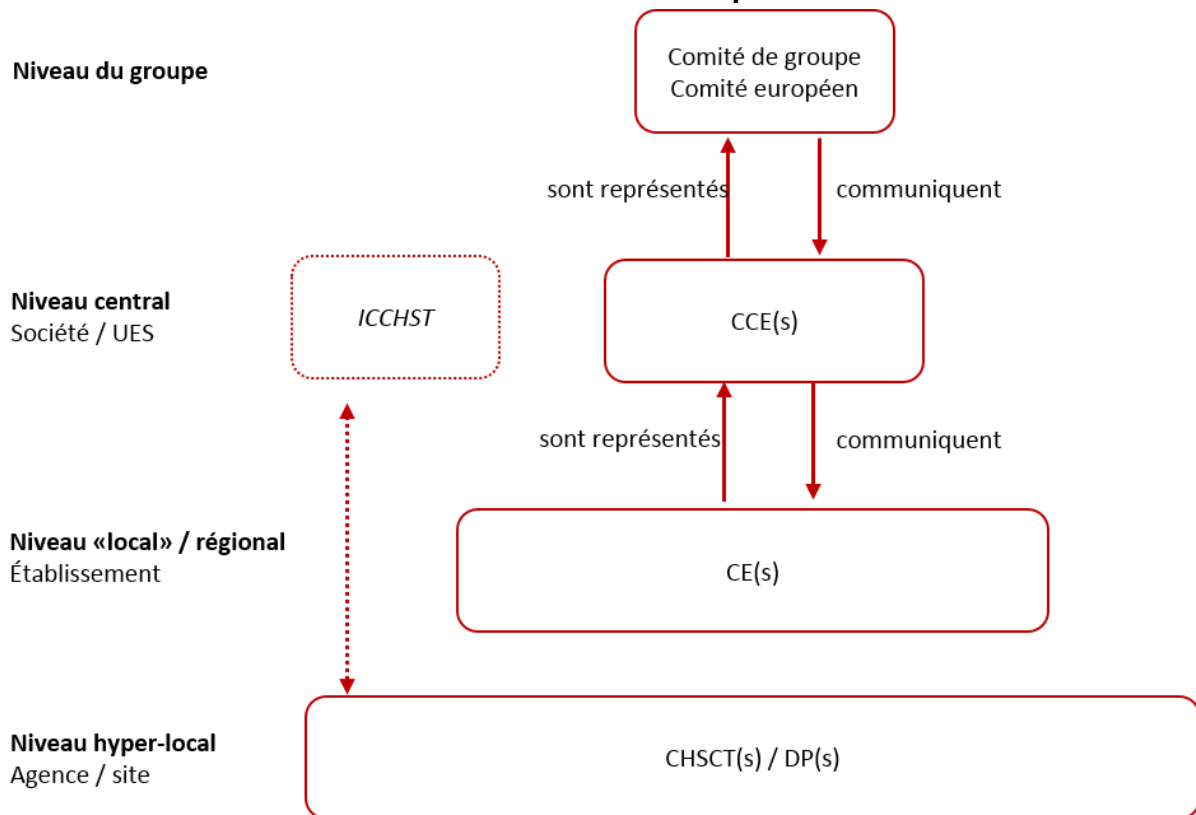 Niveau du groupe
Comité de groupe
Comité européen
sont représentés
communiquent
Niveau central
Société / UES
ICCHST
CCE(s)
sont représentés
communiquent
Niveau «local» / régional
Établissement
CE(s)
Niveau hyper-local
Agence / site
CHSCT(s) / DP(s)